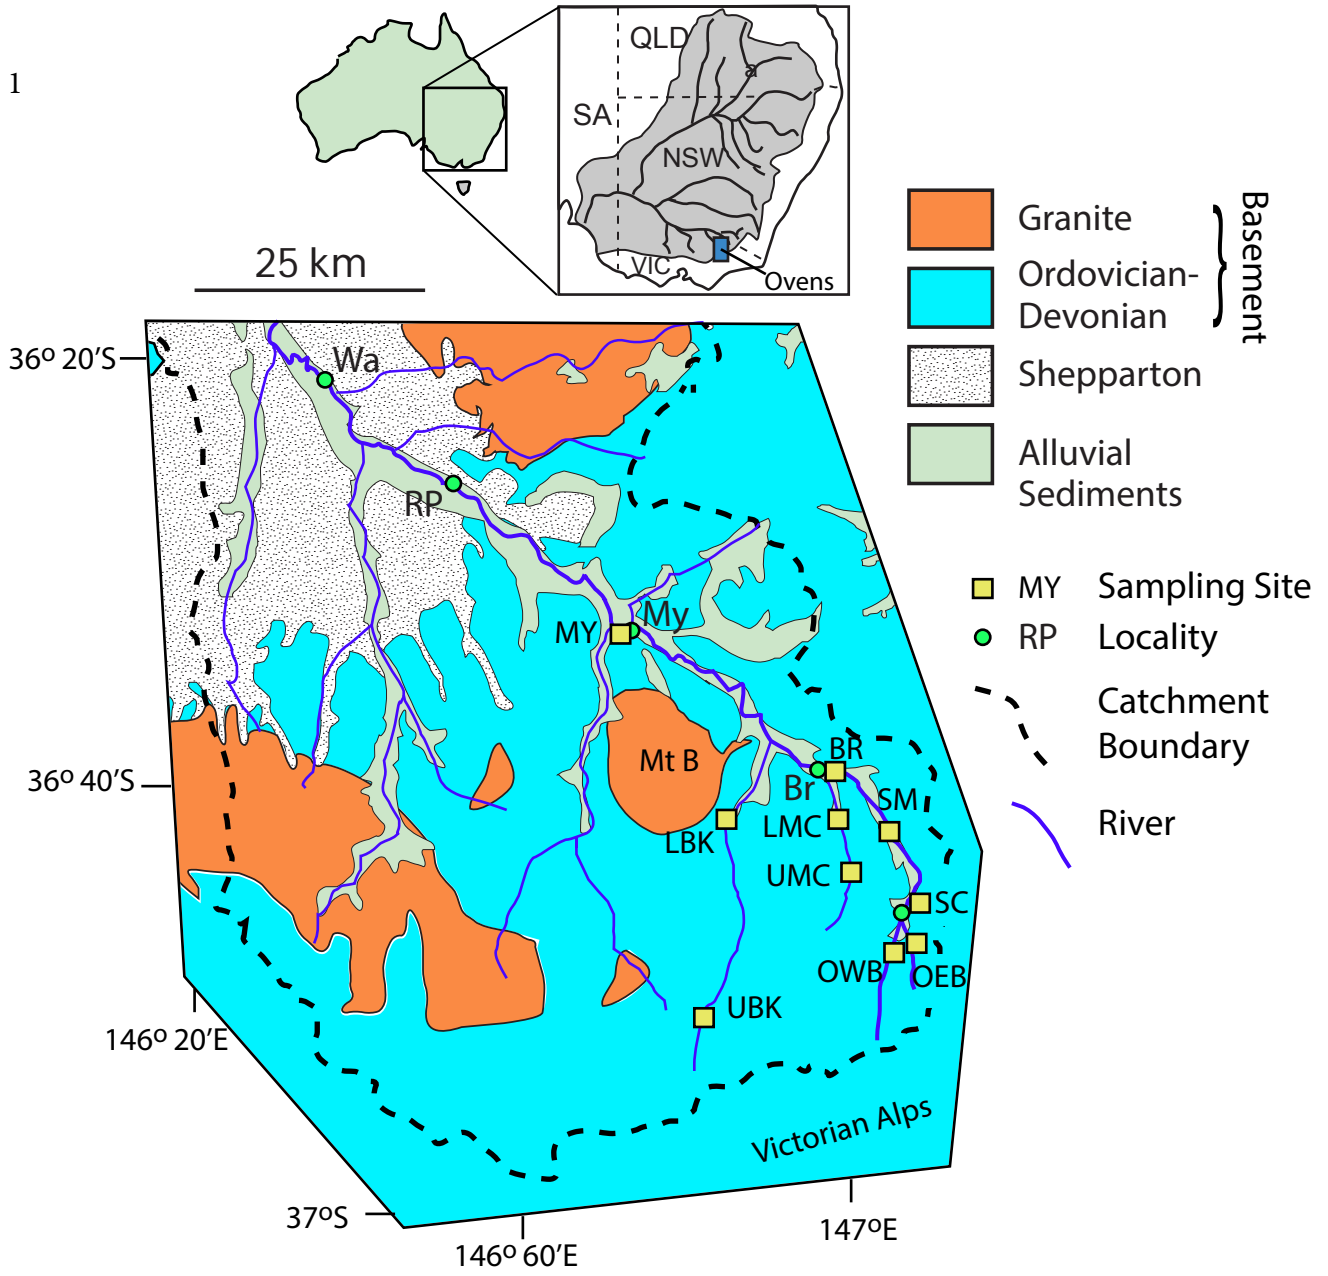 1
QLD
a
SA
NSW
VIC
Ovens
25 km
Granite
Ordovician-
Devonian
Basement
Shepparton
Alluvial
Sediments
MY Sampling Site
RP Locality
Catchment
Boundary
River
36º 20'S
Wa
RP
MY
My
Mt B
BR
Br
36º 40'S
SM
LMC
LBK
UMC
SC
OWB
OEB
UBK
146º 20'E
Victorian Alps
37ºS
147ºE
146º 60'E